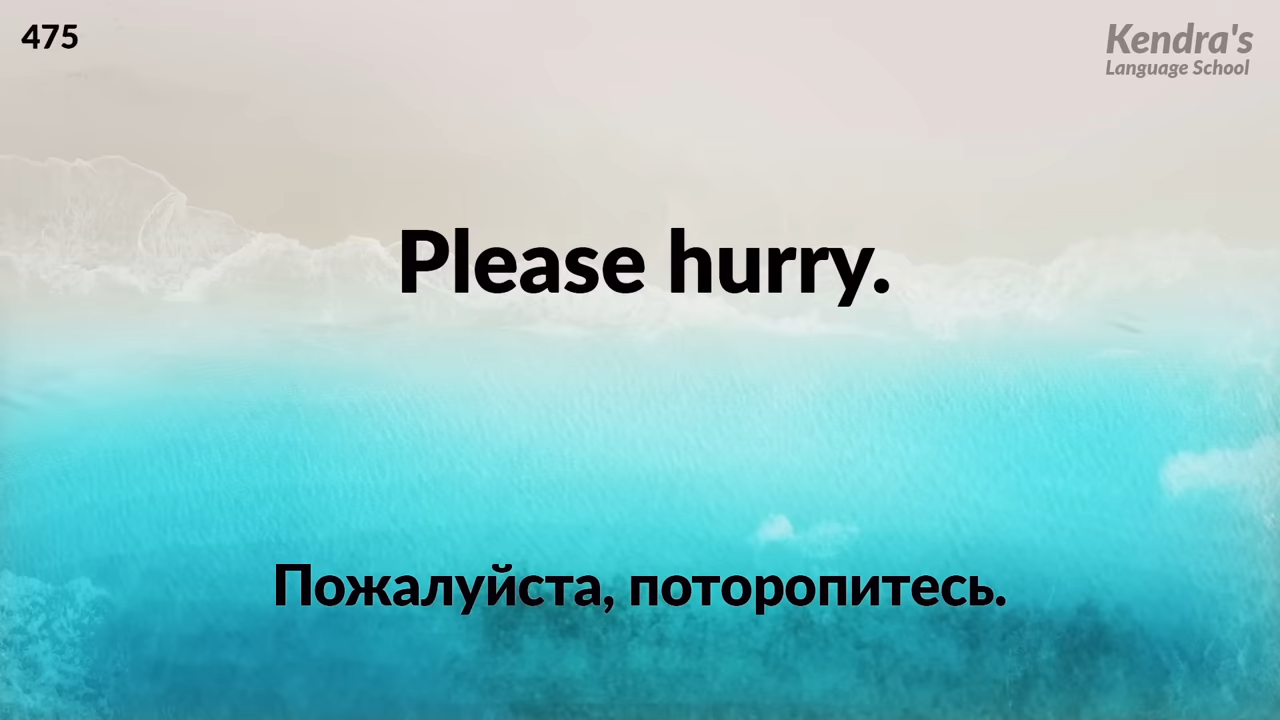 475
Kendra's
Language School
Please hurry.
Пожалуйста, поторопитесь.